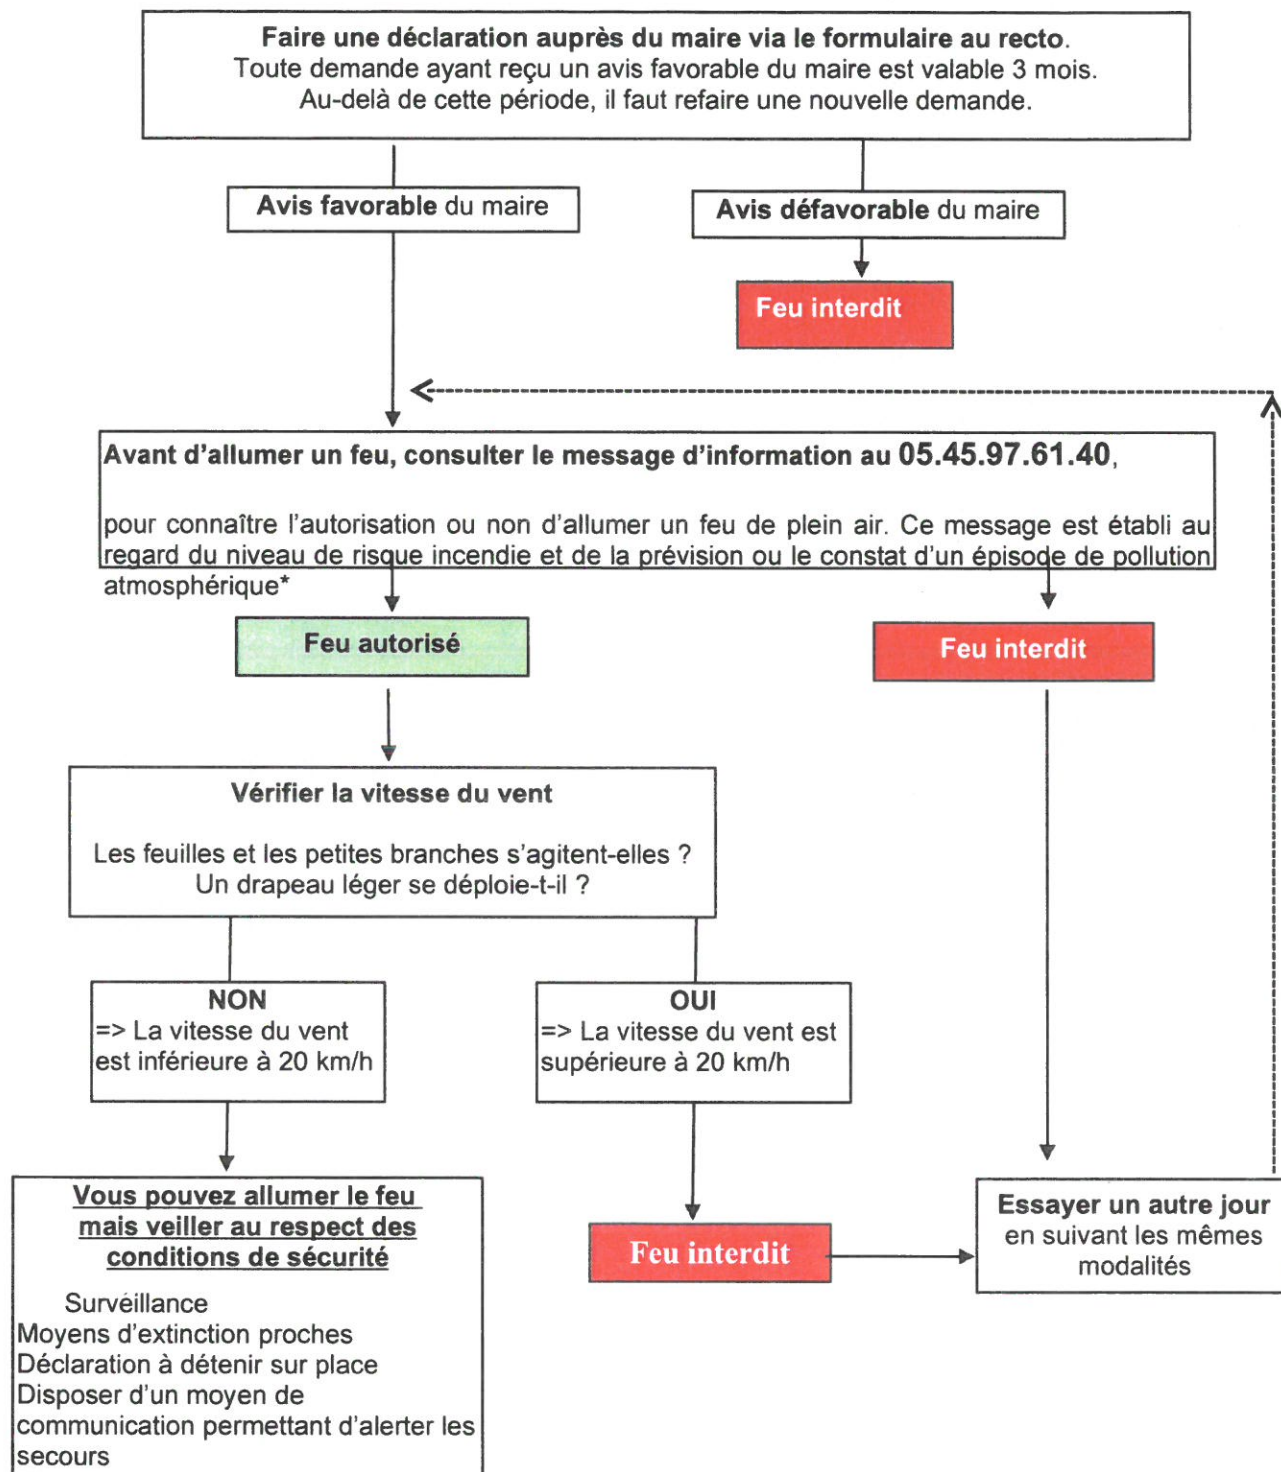 Faire une déclaration auprès du maire via le formulaire au recto.
Toute demande ayant reçu un avis favorable du maire est valable 3 mois.
Au-delà de cette période, il faut refaire une nouvelle demande.
Avis favorable du maire
Avis défavorable du maire
Feu interdit
Avant d'allumer un feu, consulter le message d'information au 05.45.97.61.40,
pour connaître l'autorisation ou non d'allumer un feu de plein air. Ce message est établi au
regard du niveau de risque incendie et de la prévision ou le constat d'un épisode de pollution
atmosphérique*
Feu autorisé
Feu interdit
Vérifier la vitesse du vent
Les feuilles et les petites branches s'agitent-elles ?
Un drapeau léger se déploie-t-il ?
NON
=> La vitesse du vent
est inférieure à 20 km/h
OUI
=> La vitesse du vent est
supérieure à 20 km/h
Vous pouvez allumer le feu
mais veiller au respect des
conditions de sécurité
Surveillance
Moyens d'extinction proches
Déclaration à détenir sur place
Disposer d'un moyen de
communication permettant d'alerter les
secours
Feu interdit
Essayer un autre jour
en suivant les mêmes
modalités